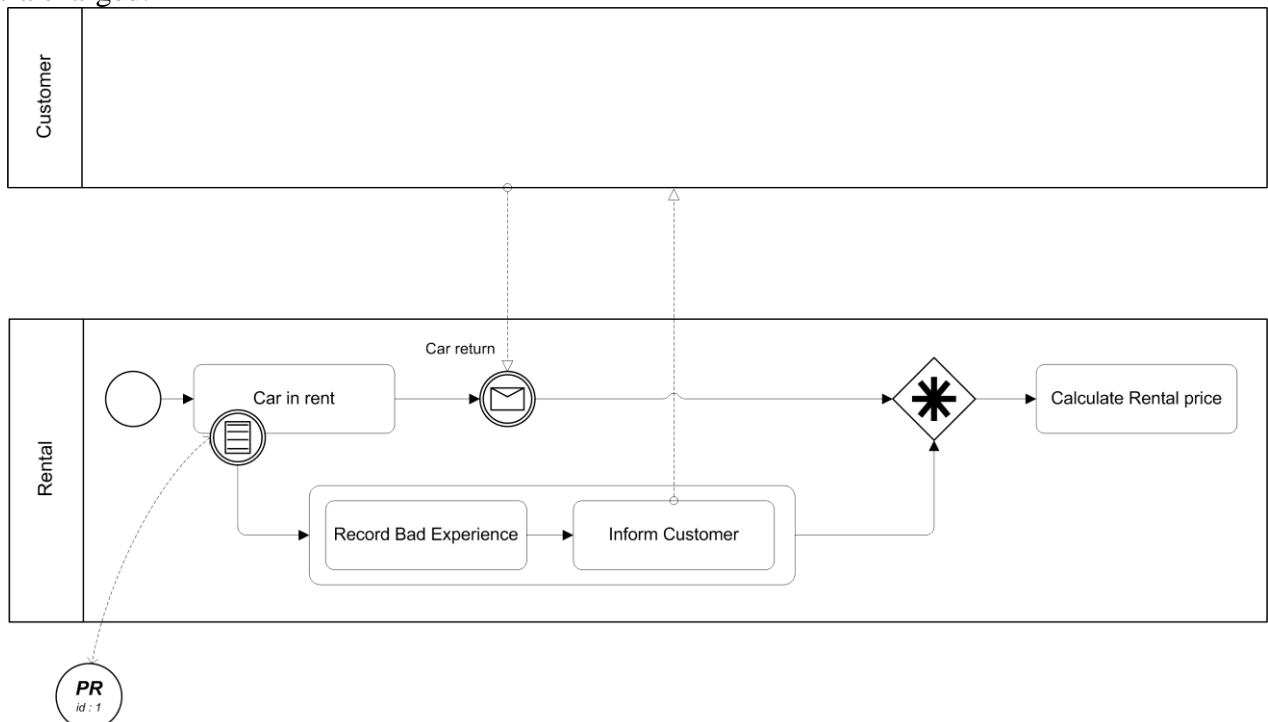 Customer
Car return
Car in rent
Calculate Rental price
Rental
Record Bad Experience
Inform Customer
PR
id : 1